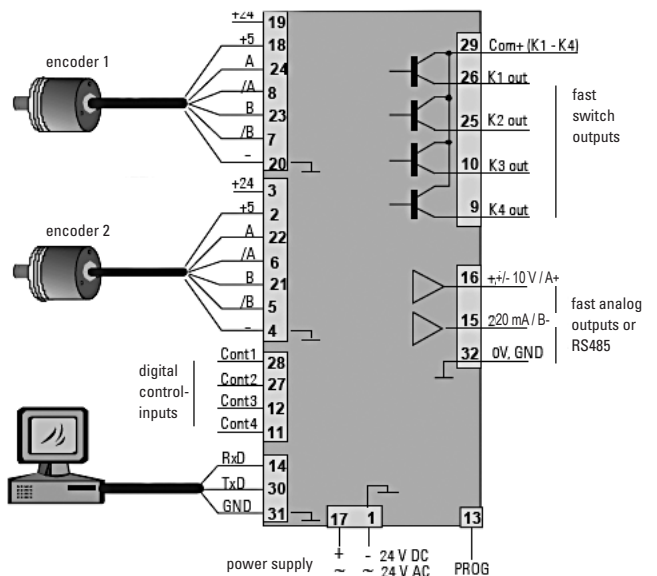 +24 19
+5 18
encoder 1
A 24
/A 8
B 23
/B 7
– 20
+24 3
+5 2
encoder 2
A 22
/A 6
B 21
/B 5
– 4
digital
control-
inputs
Cont1 28
Cont2 27
Cont3 12
Cont4 11
RxD 14
TxD 30
GND 31
29 Com+ (K1 - K4)
26 K1 out
25 K2 out
10 K3 out
9 K4 out
fast
switch
outputs
16 +,+/- 10 V / A+
15 220 mA / B-
32 0V, GND
fast analog
outputs or
RS485
17 1 13
power supply
+ - 24 V DC
~ ~ 24 V AC
PROG